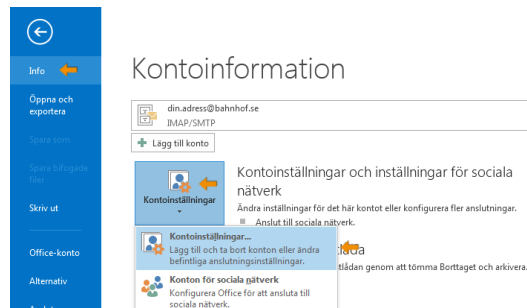 Info
Öppna och
exportera
Spara som
Spara bifogade
filer
Skriv ut
Office-konto
Alternativ
Kontoinformation
din.adress@bahnhof.se
IMAP/SMTP
Lägg till konto
Kontoinställningar
Kontoinställningar och inställningar för sociala
nätverk
Ändra inställningar för det här kontot eller konfigurera fler anslutningar.
Anslut till sociala nätverk.
Kontoinställningar...
Lägg till och ta bort konton eller ändra
befintliga anslutningsinställningar.
tlådan genom att tömma Borttaget och arkivera.
Konton för sociala nätverk
Konfigurera Office för att ansluta till
sociala nätverk.